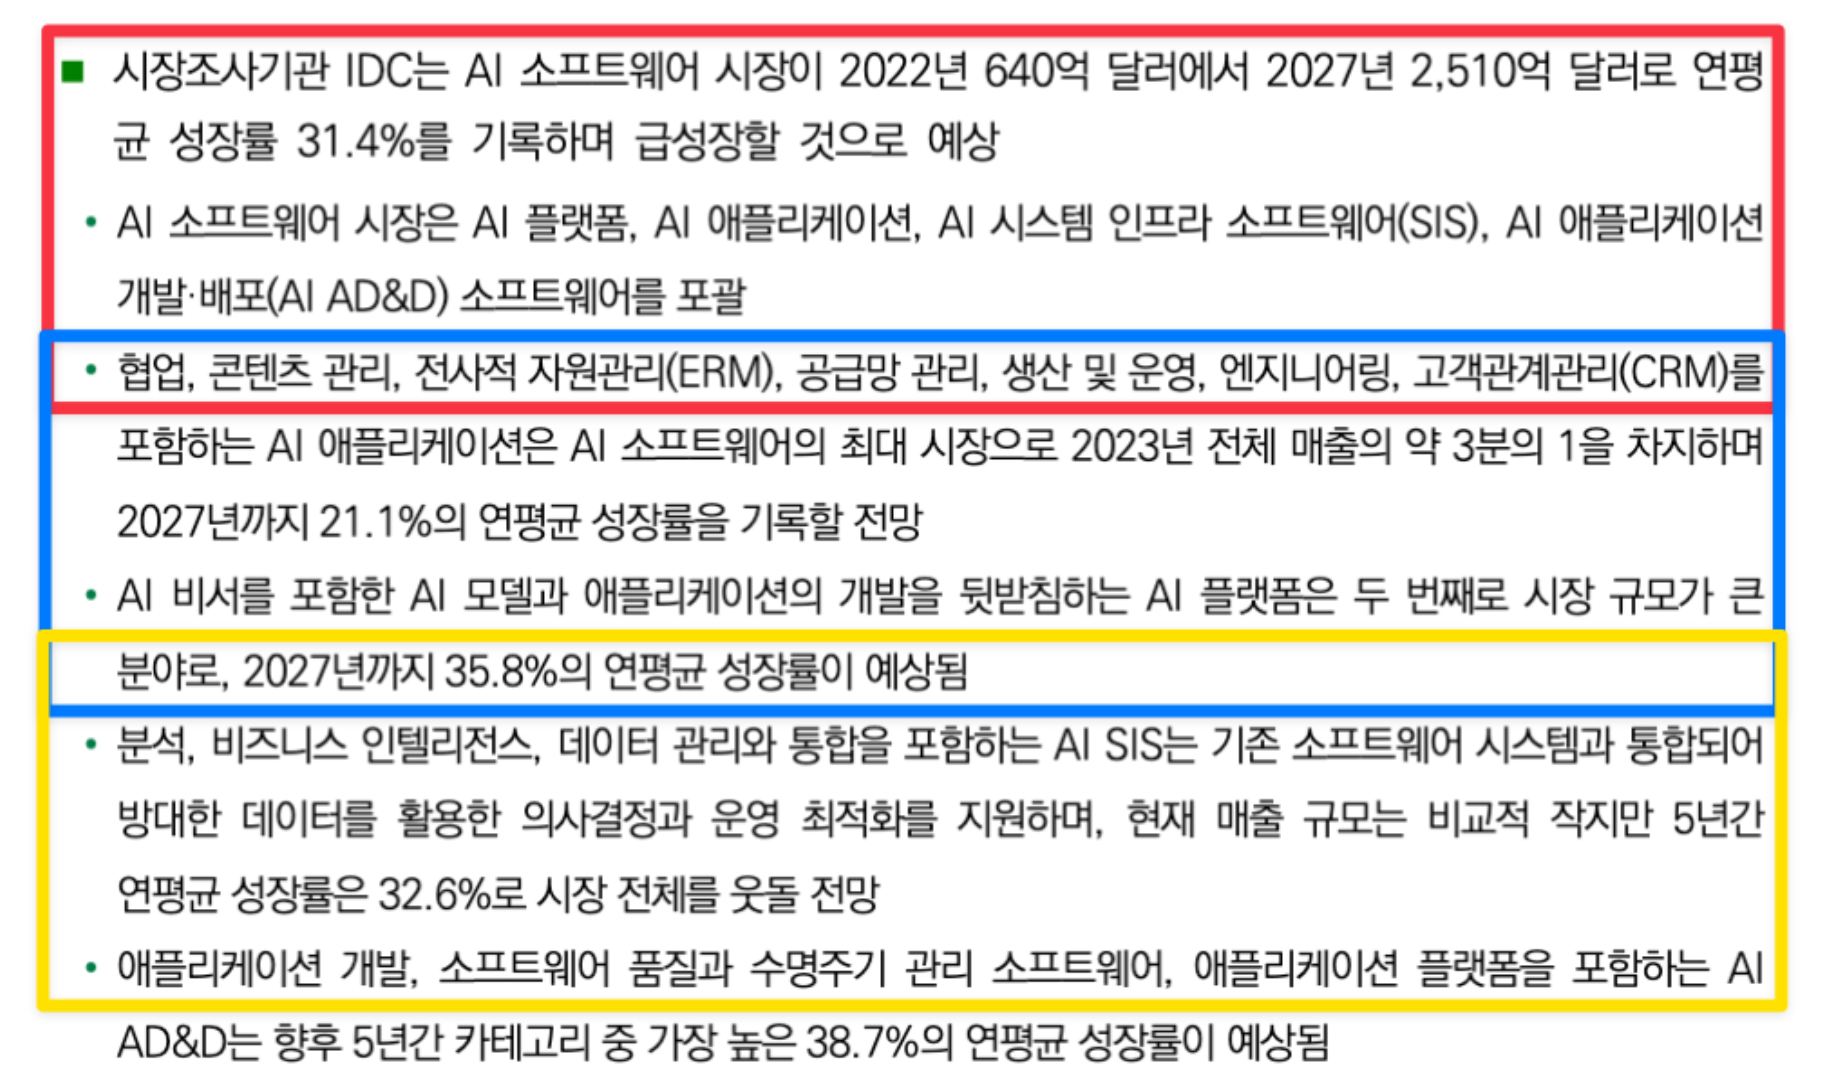 ■ 시장조사기관 IDC는 AI 소프트웨어 시장이 2022년 640억 달러에서 2027년 2,510억 달러로 연평
균 성장률 31.4%를 기록하며 급성장할 것으로 예상
• AI 소프트웨어 시장은 AI 플랫폼, AI 애플리케이션, AI 시스템 인프라 소프트웨어(SIS), AI 애플리케이션
개발·배포(AI AD&D) 소프트웨어를 포괄
• 협업, 콘텐츠 관리, 전사적 자원관리(ERM), 공급망 관리, 생산 및 운영, 엔지니어링, 고객관계관리(CRM)를
포함하는 AI 애플리케이션은 AI 소프트웨어의 최대 시장으로 2023년 전체 매출의 약 3분의 1을 차지하며
2027년까지 21.1%의 연평균 성장률을 기록할 전망
• AI 비서를 포함한 AI 모델과 애플리케이션의 개발을 뒷받침하는 AI 플랫폼은 두 번째로 시장 규모가 큰
분야로, 2027년까지 35.8%의 연평균 성장률이 예상됨
• 분석, 비즈니스 인텔리전스, 데이터 관리와 통합을 포함하는 AI SIS는 기존 소프트웨어 시스템과 통합되어
방대한 데이터를 활용한 의사결정과 운영 최적화를 지원하며, 현재 매출 규모는 비교적 작지만 5년간
연평균 성장률은 32.6%로 시장 전체를 웃돌 전망
• 애플리케이션 개발, 소프트웨어 품질과 수명주기 관리 소프트웨어, 애플리케이션 플랫폼을 포함하는 AI
AD&D는 향후 5년간 카테고리 중 가장 높은 38.7%의 연평균 성장률이 예상됨